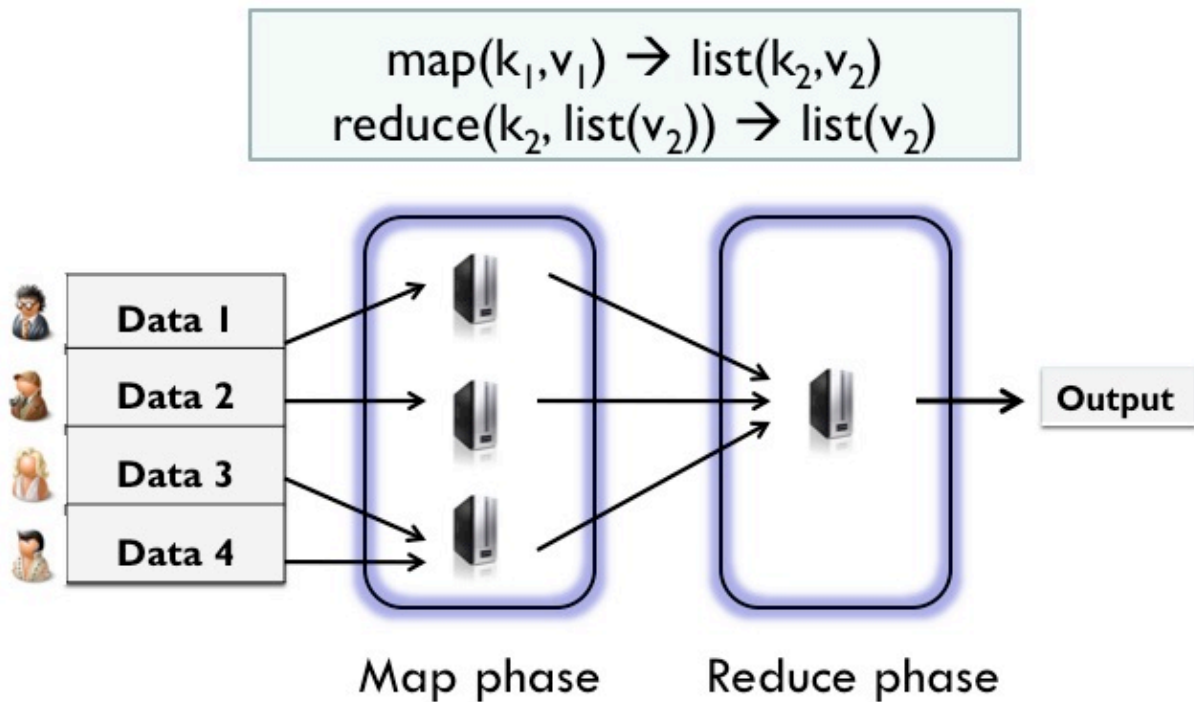 map(k₁,v₁) → list(k₂,v₂)
reduce(k₂, list(v₂)) → list(v₂)
Data 1
Data 2
Data 3
Data 4
Output
Map phase
Reduce phase